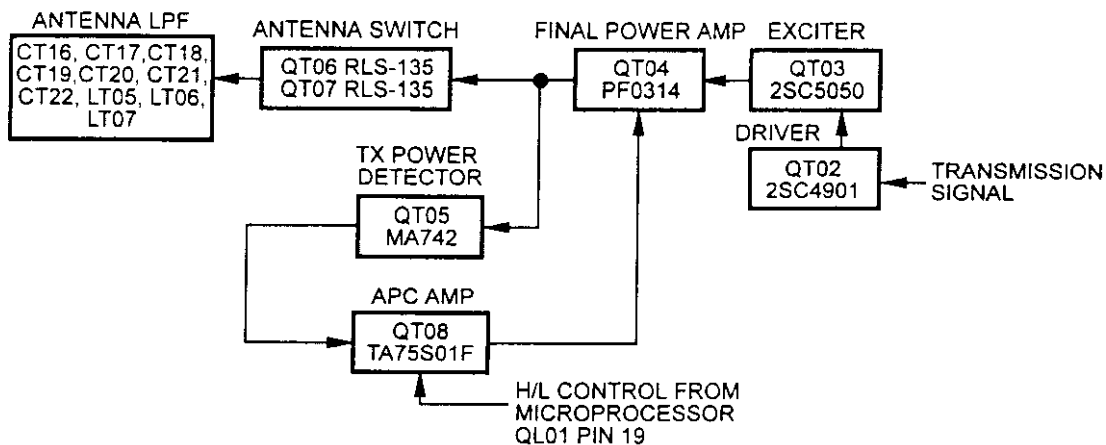 ANTENNA LPF
CT16, CT17,CT18,
CT19,CT20, CT21,
CT22, LT05, LT06,
LT07
ANTENNA SWITCH
QT06 RLS-135
QT07 RLS-135
FINAL POWER AMP
QT04
PF0314
EXCITER
QT03
2SC5050
DRIVER
QT02
2SC4901
TRANSMISSION
SIGNAL
TX POWER
DETECTOR
QT05
MA742
APC AMP
QT08
TA75S01F
H/L CONTROL FROM
MICROPROCESSOR
QL01 PIN 19